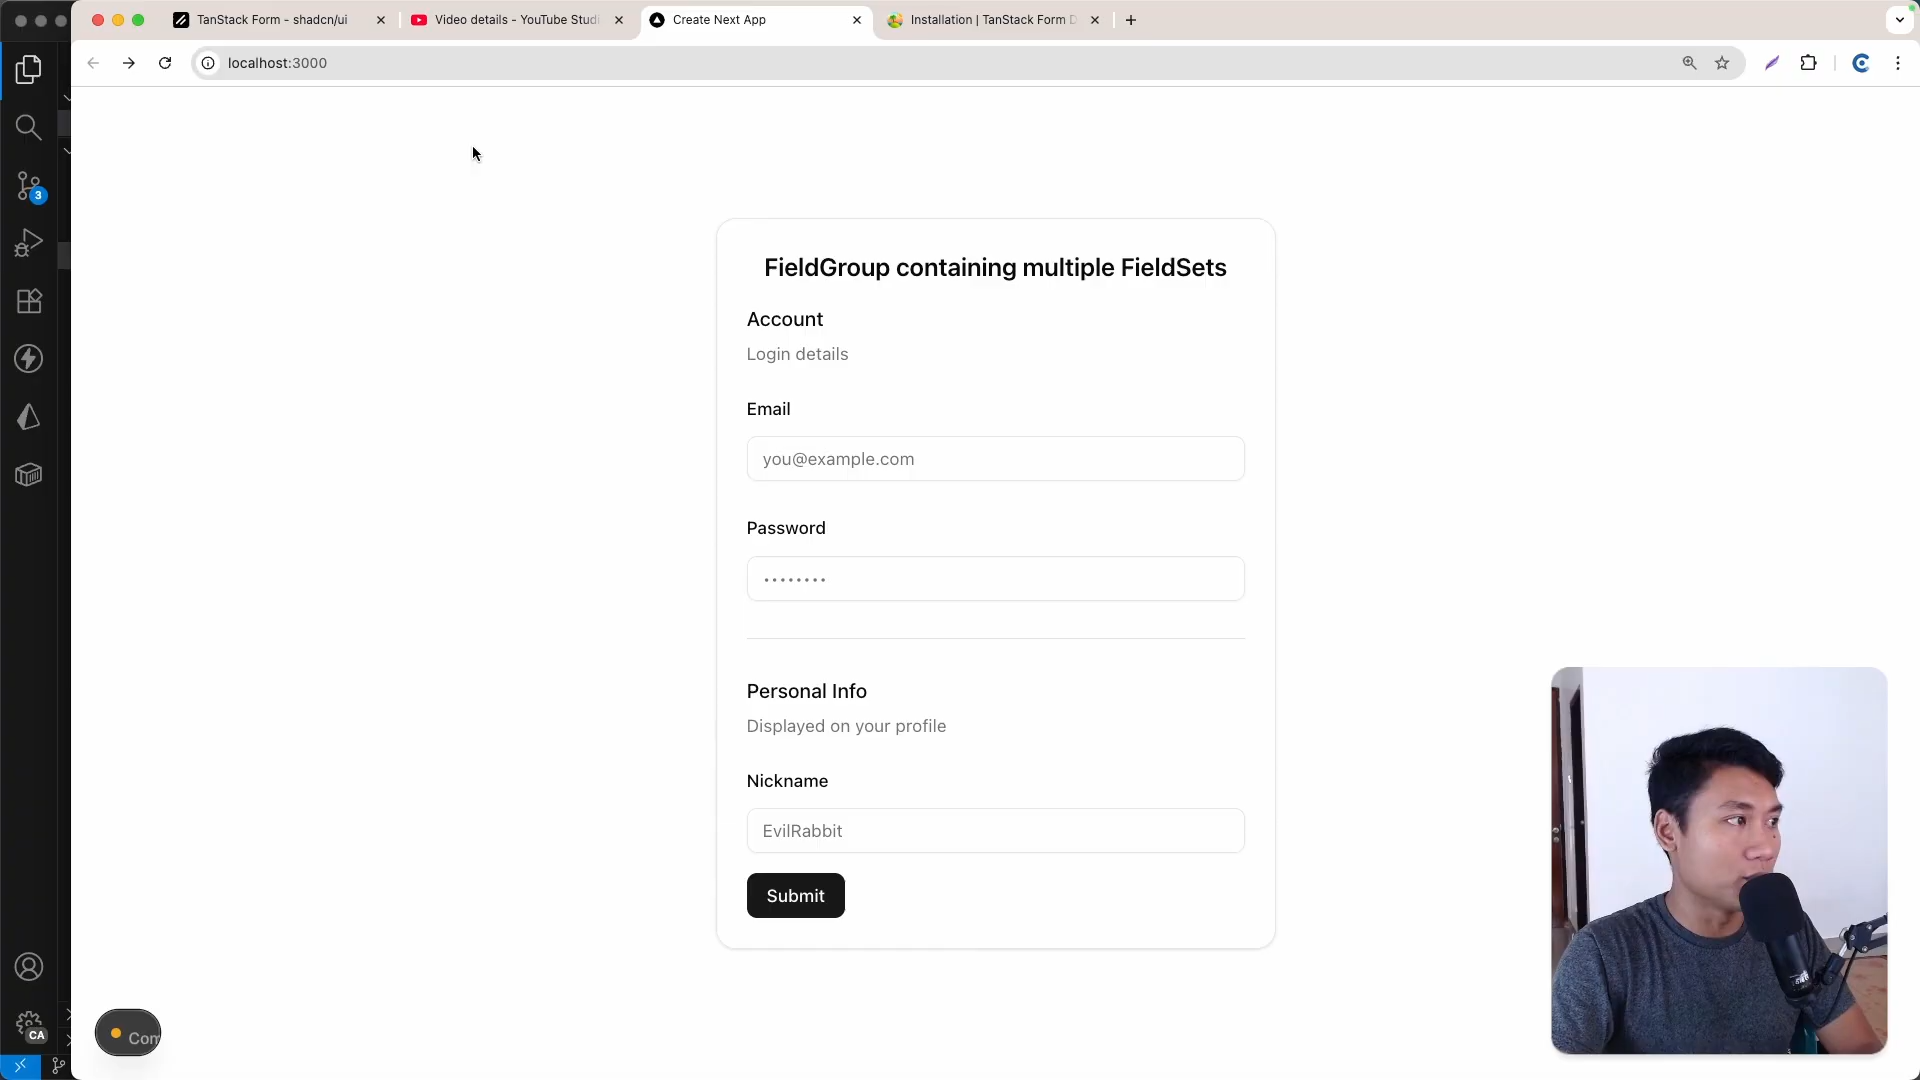 TanStack Form - shadcn/ui
Video details - YouTube Studi
Create Next App
Installation | TanStack Form D
localhost:3000
3
FieldGroup containing multiple FieldSets
Account
Login details
Email
you@example.com
Password
••••••••
Personal Info
Displayed on your profile
Nickname
EvilRabbit
Submit
CA
Com